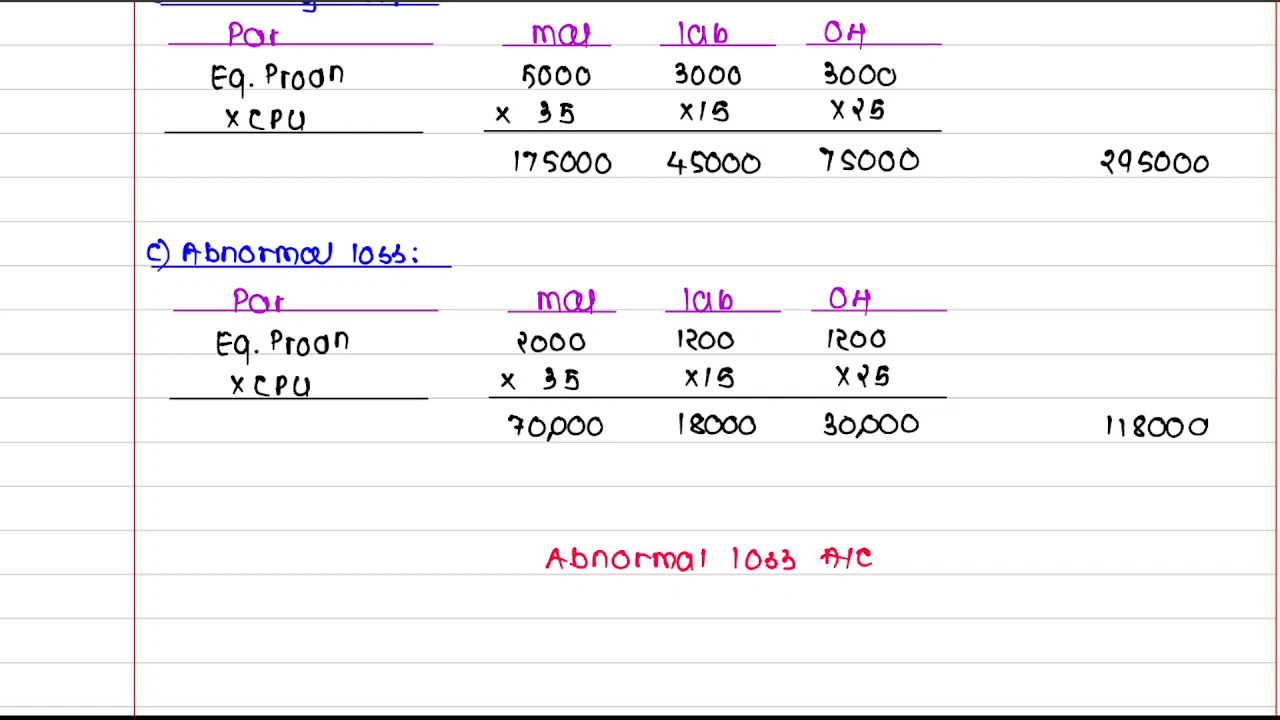 Par mat lab OH
Eq. Prodn 5000 3000 3000
x CPU x 35 x15 x25
175000 45000 75000 295000
c) Abnormal loss:
Par mat lab OH
Eq. Prodn 2000 1200 1200
x CPU x 35 x15 x25
70,000 18000 30,000 118000
Abnormal loss A/C